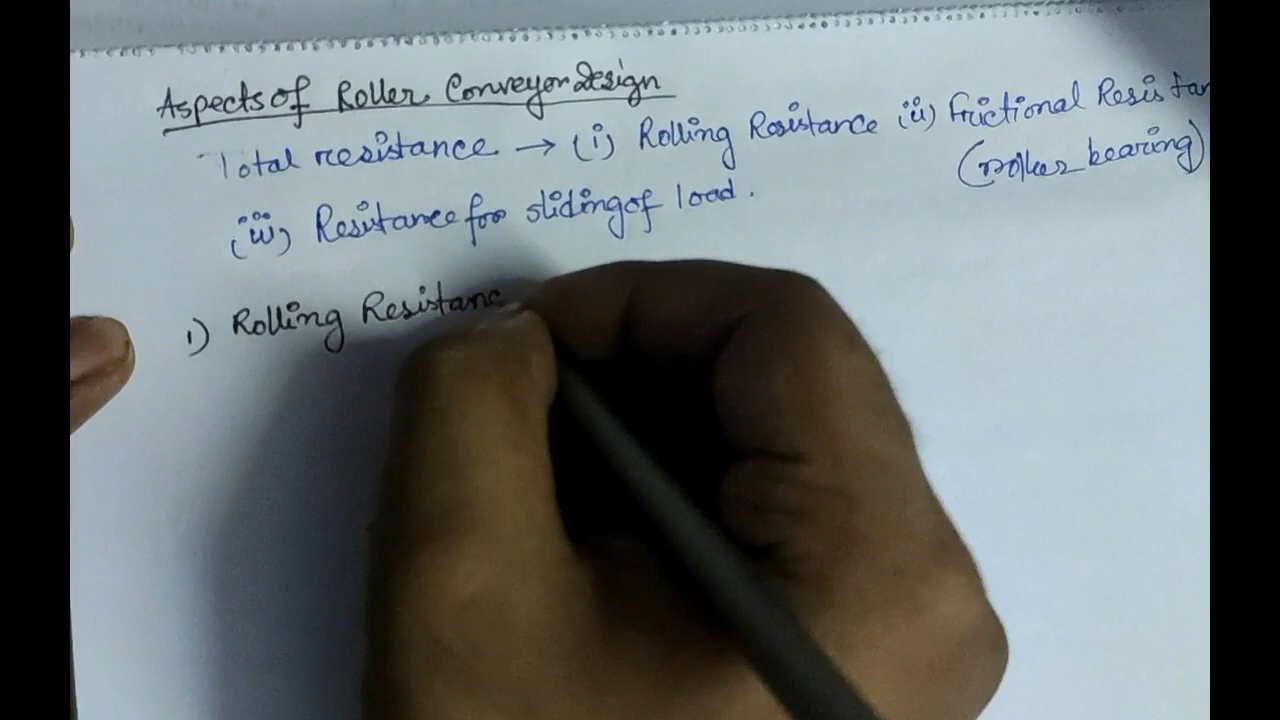 Aspects of Roller Conveyor Design
Total resistance → (i) Rolling Resistance (ii) Frictional Resistan
(roller bearing)
(iii) Resistance for sliding of load.
1) Rolling Resistanc